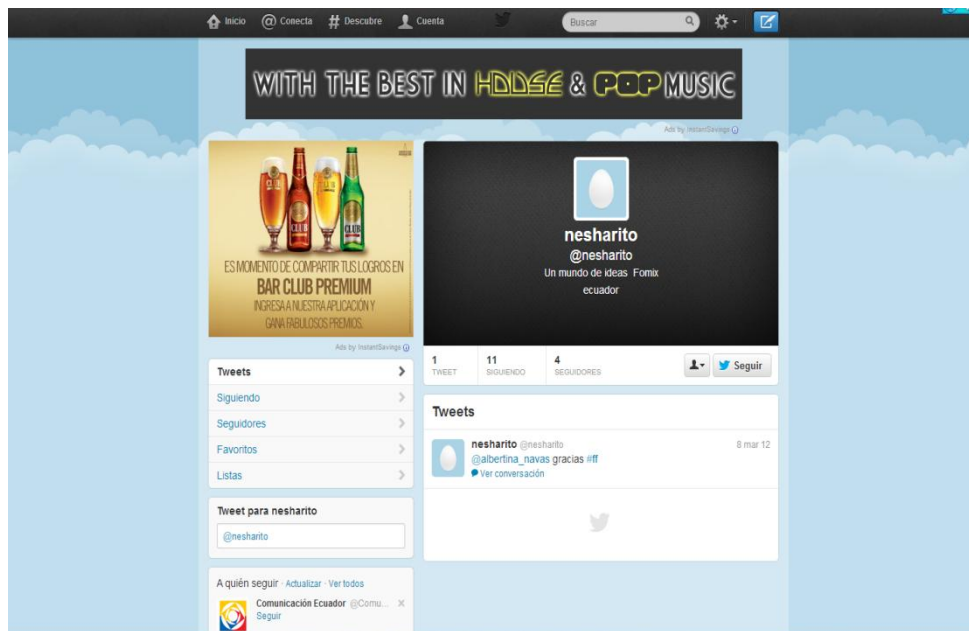 Inicio @ Conecta # Descubre Cuenta Buscar
WITH THE BEST IN HOUSE & POP MUSIC
Ads by InstantSavings
CLUB CLUB
ES MOMENTO DE COMPARTIR TUS LOGROS EN
BAR CLUB PREMIUM
INGRESA A NUESTRA APLICACIÓN Y
GANA FABULOSOS PREMIOS.
Ads by InstantSavings
nesharito
@nesharito
Un mundo de ideas Fomix
ecuador
1 11 4
TWEET SIGUIENDO SEGUIDORES
Seguir
Tweets
Siguiendo
Seguidores
Favoritos
Listas
Tweets
nesharito @nesharito 8 mar 12
@albertina_navas gracias #ff
Ver conversación
Tweet para nesharito
@nesharito
A quién seguir · Actualizar · Ver todos
Comunicación Ecuador @Comu...
Seguir